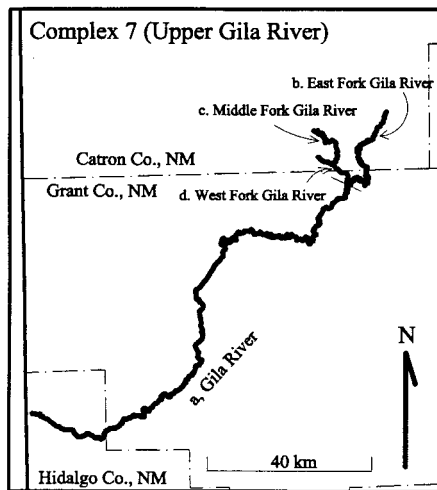 Complex 7 (Upper Gila River)
b. East Fork Gila River
c. Middle Fork Gila River
Catron Co., NM
Grant Co., NM
d. West Fork Gila River
a, Gila River
N
40 km
Hidalgo Co., NM